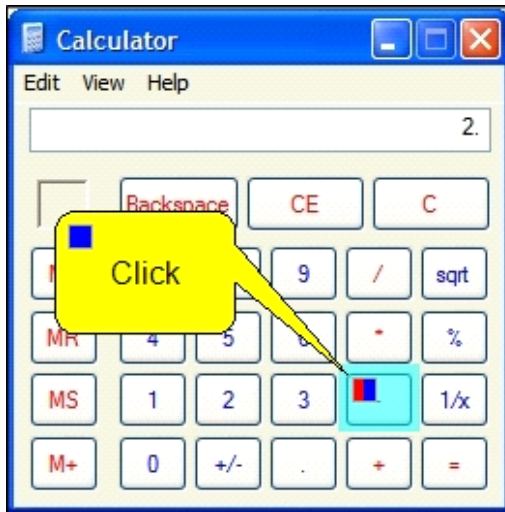 Calculator
Edit View Help
2.
Backspace CE C
Click
9 / sqrt
MR 4 5 * %
MS 1 2 3 1/x
M+ 0 +/- . + =